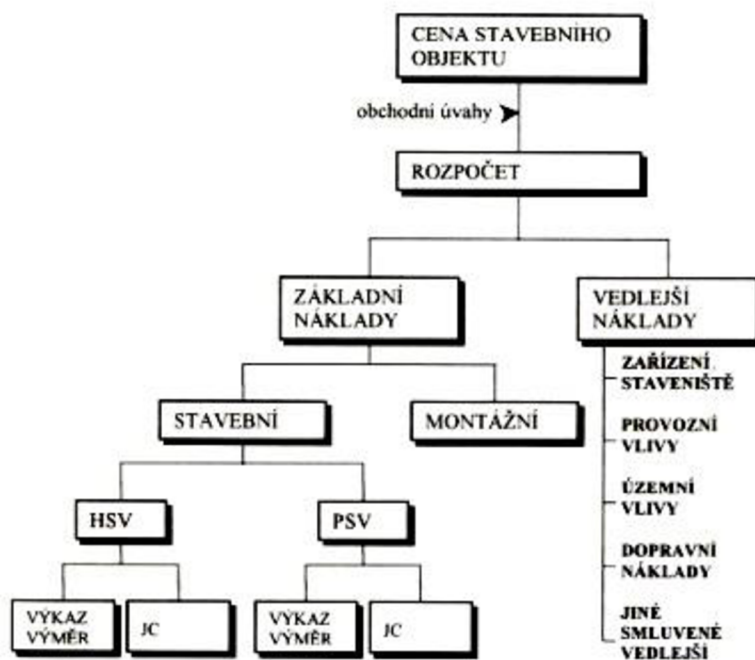 CENA STAVEBNÍHO
OBJEKTU
obchodní úvahy
ROZPOČET
ZÁKLADNÍ
NÁKLADY
VEDLEJŠÍ
NÁKLADY
STAVEBNÍ
MONTÁŽNÍ
HSV
PSV
VÝKAZ
VÝMĚR
JC
VÝKAZ
VÝMĚR
JC
ZAŘÍZENÍ
STAVENIŠTĚ
PROVOZNÍ
VLIVY
ÚZEMNÍ
VLIVY
DOPRAVNÍ
NÁKLADY
JINÉ
SMLUVENÉ
VEDLEJŠÍ